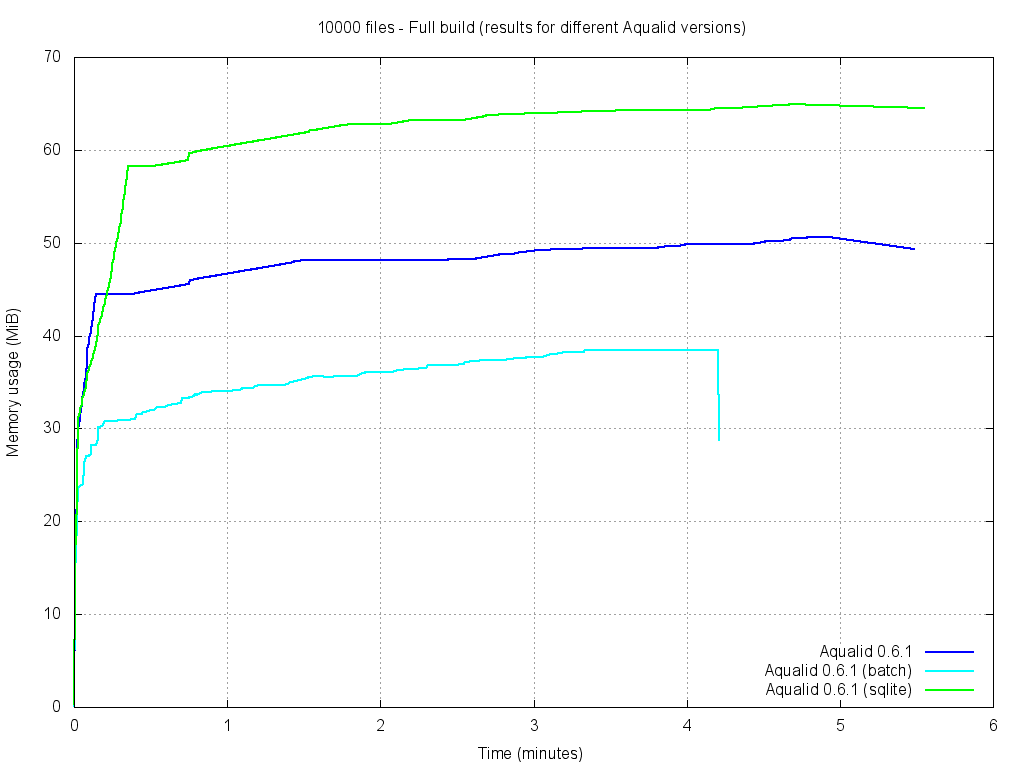 10000 files - Full build (results for different Aqualid versions)
70
60
50
40
30
20
10
0
Memory usage (MiB)
Aqualid 0.6.1
Aqualid 0.6.1 (batch)
Aqualid 0.6.1 (sqlite)
0 1 2 3 4 5 6
Time (minutes)